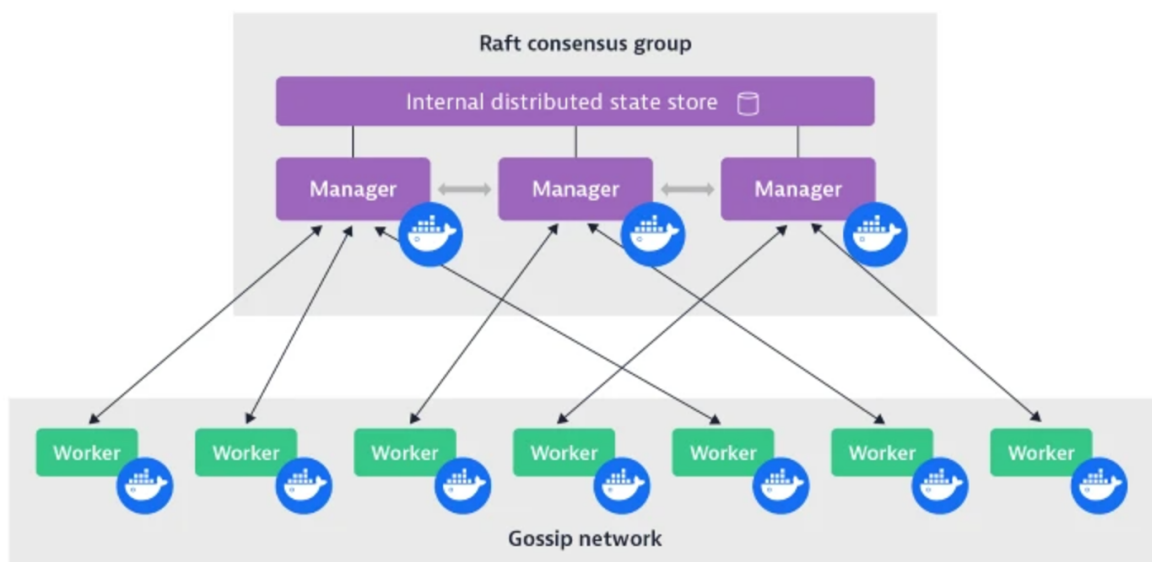 Raft consensus group
Internal distributed state store
Manager
Manager
Manager
Worker
Worker
Worker
Worker
Worker
Worker
Worker
Gossip network